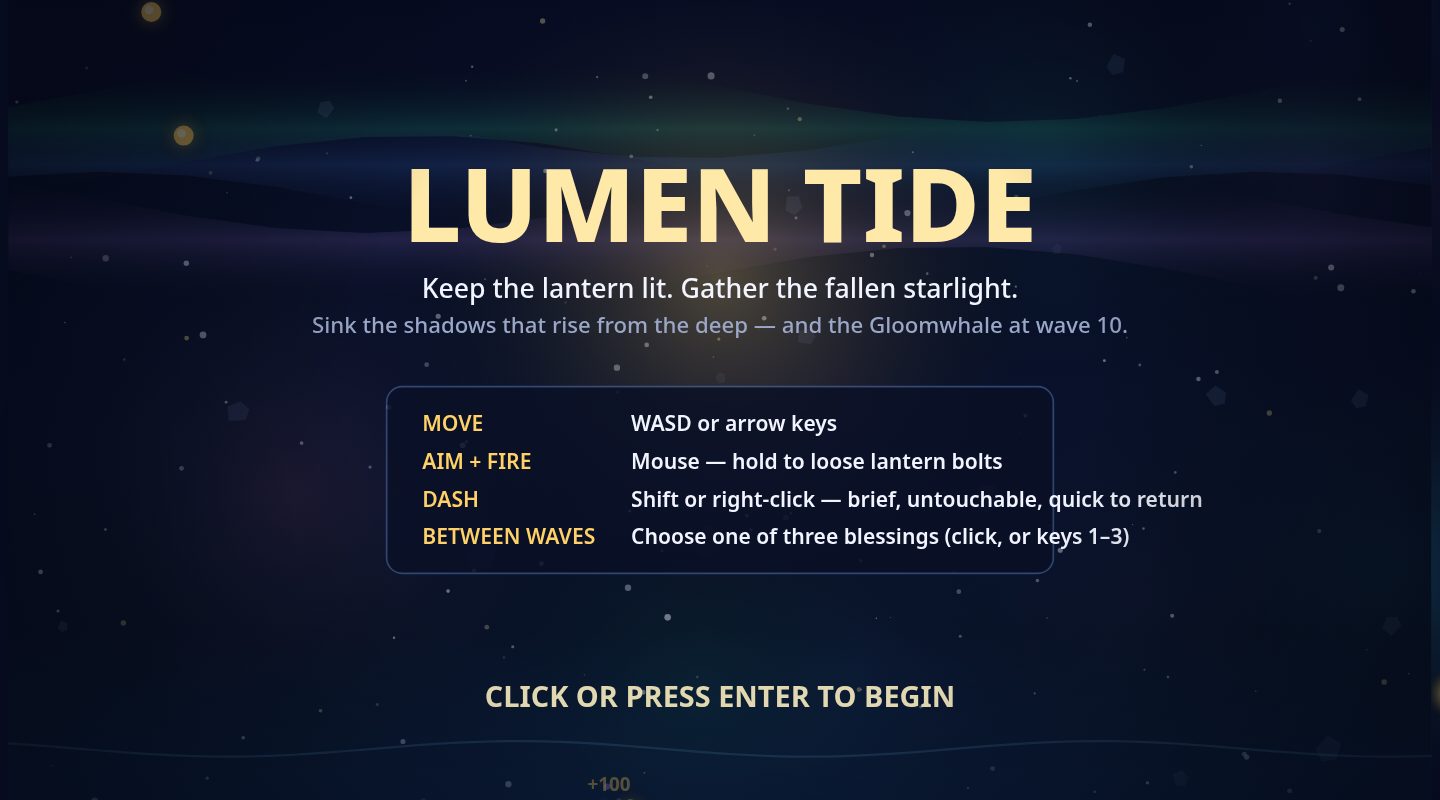 LUMEN TIDE
Keep the lantern lit. Gather the fallen starlight.
Sink the shadows that rise from the deep — and the Gloomwhale at wave 10.
MOVE WASD or arrow keys
AIM + FIRE Mouse — hold to loose lantern bolts
DASH Shift or right-click — brief, untouchable, quick to return
BETWEEN WAVES Choose one of three blessings (click, or keys 1–3)
CLICK OR PRESS ENTER TO BEGIN
+100